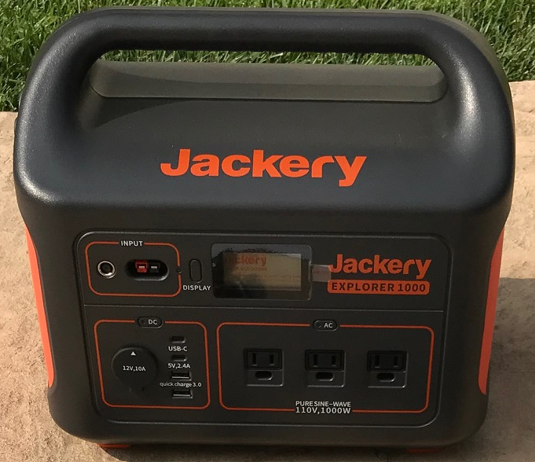 Jackery
INPUT
DISPLAY
Jackery
EXPLORER 1000
DC
AC
USB-C
12V,10A
5V,2.4A
quick charge 3.0
PURE SINE-WAVE
110V,1000W